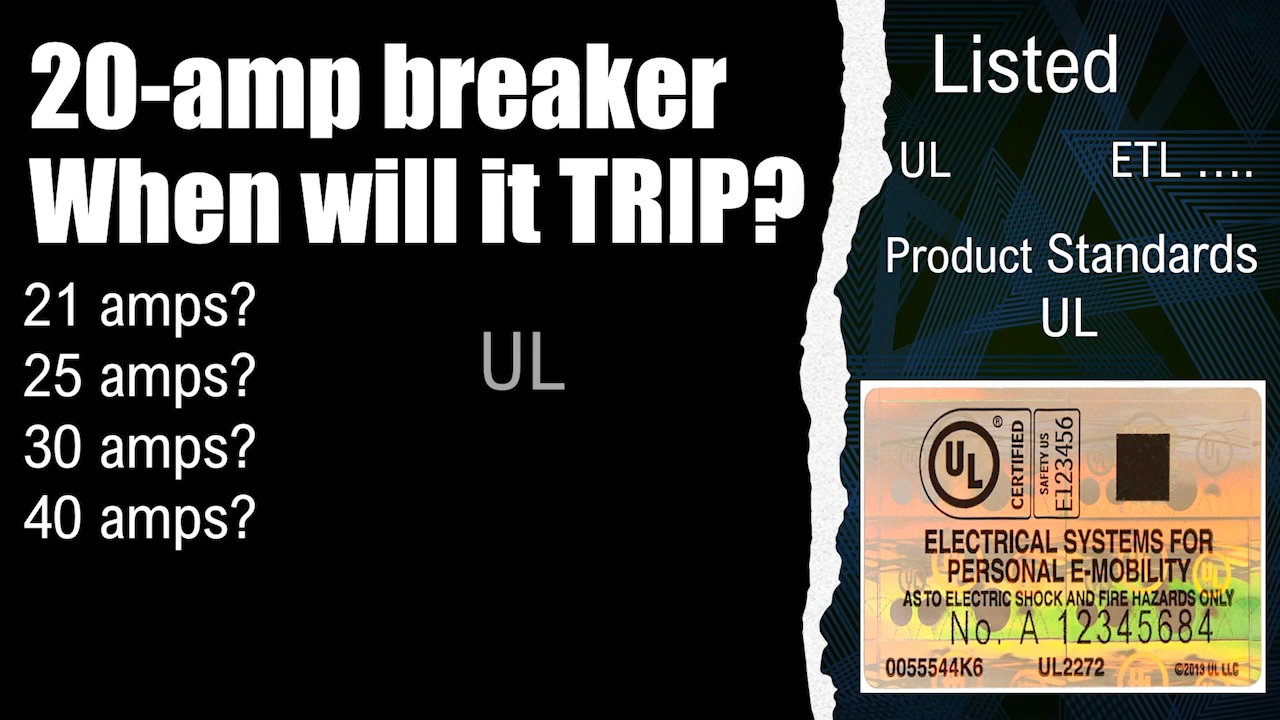 20-amp breaker
When will it TRIP?
21 amps?
25 amps?
30 amps?
40 amps?
UL
Listed
UL ETL ....
Product Standards
UL
UL ®
CERTIFIED
SAFETY US
E123456
ELECTRICAL SYSTEMS FOR
PERSONAL E-MOBILITY
AS TO ELECTRIC SHOCK AND FIRE HAZARDS ONLY
No. A 12345684
0055544K6 UL2272 ©2013 UL LLC